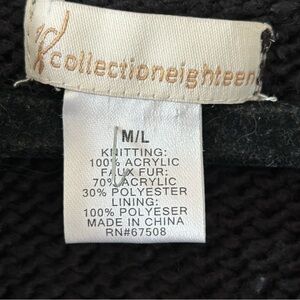 collectioneighteen
M/L
KNITTING:
100% ACRYLIC
FAUX FUR:
70% ACRYLIC
30% POLYESTER
LINING:
100% POLYESER
MADE IN CHINA
RN#67508